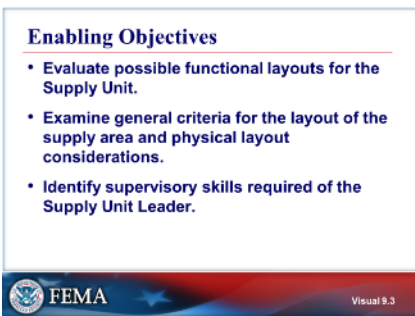 Enabling Objectives
• Evaluate possible functional layouts for the
Supply Unit.
• Examine general criteria for the layout of the
supply area and physical layout
considerations.
• Identify supervisory skills required of the
Supply Unit Leader.
FEMA
Visual 9.3